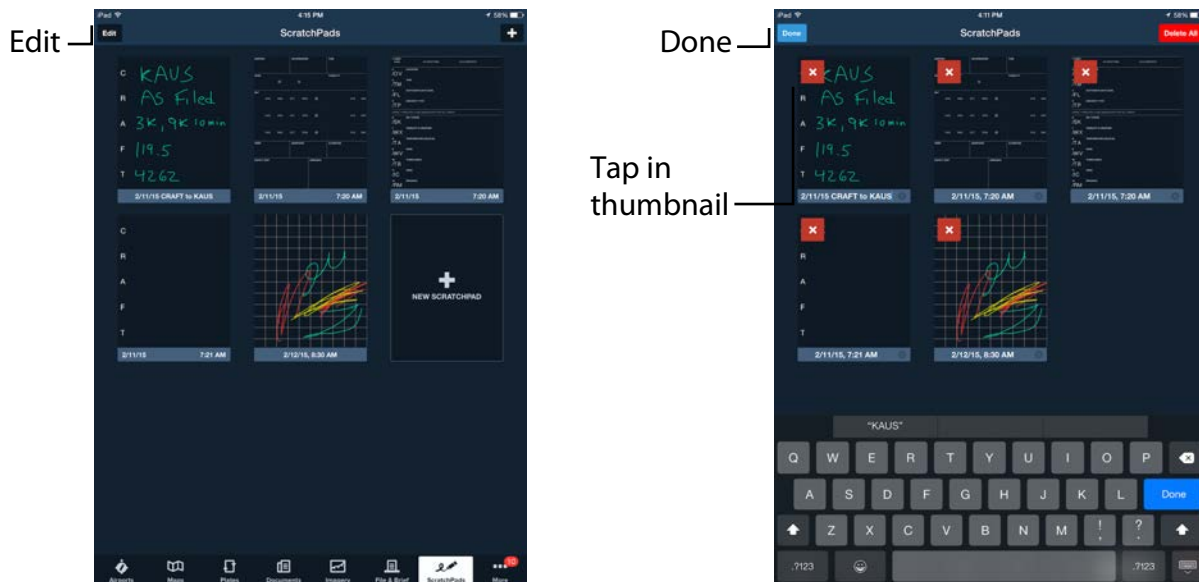 Edit
iPad 4:15 PM 58%
Edit ScratchPads +
C KAUS
R AS Filed
A 3K, 9K 10min
F 119.5
T 4262
2/11/15 CRAFT to KAUS
2/11/15 7:20 AM
2/11/15 7:20 AM
C
R
A
F
T
2/11/15 7:21 AM
2/12/15, 8:30 AM
NEW SCRATCHPAD
Airports Maps Plates Documents Imagery File & Brief ScratchPads More
10
Done
Tap in
thumbnail
iPad 4:11 PM 58%
Done ScratchPads Delete All
KAUS
R AS Filed
A 3K, 9K 10min
F 119.5
T 4262
2/11/15 CRAFT to KAUS
2/11/15, 7:20 AM
2/11/15, 7:20 AM
R
A
F
T
2/11/15, 7:21 AM
2/12/15, 8:30 AM
"KAUS"
Q W E R T Y U I O P
A S D F G H J K L Done
Z X C V B N M ! , ? .
.?123 .?123